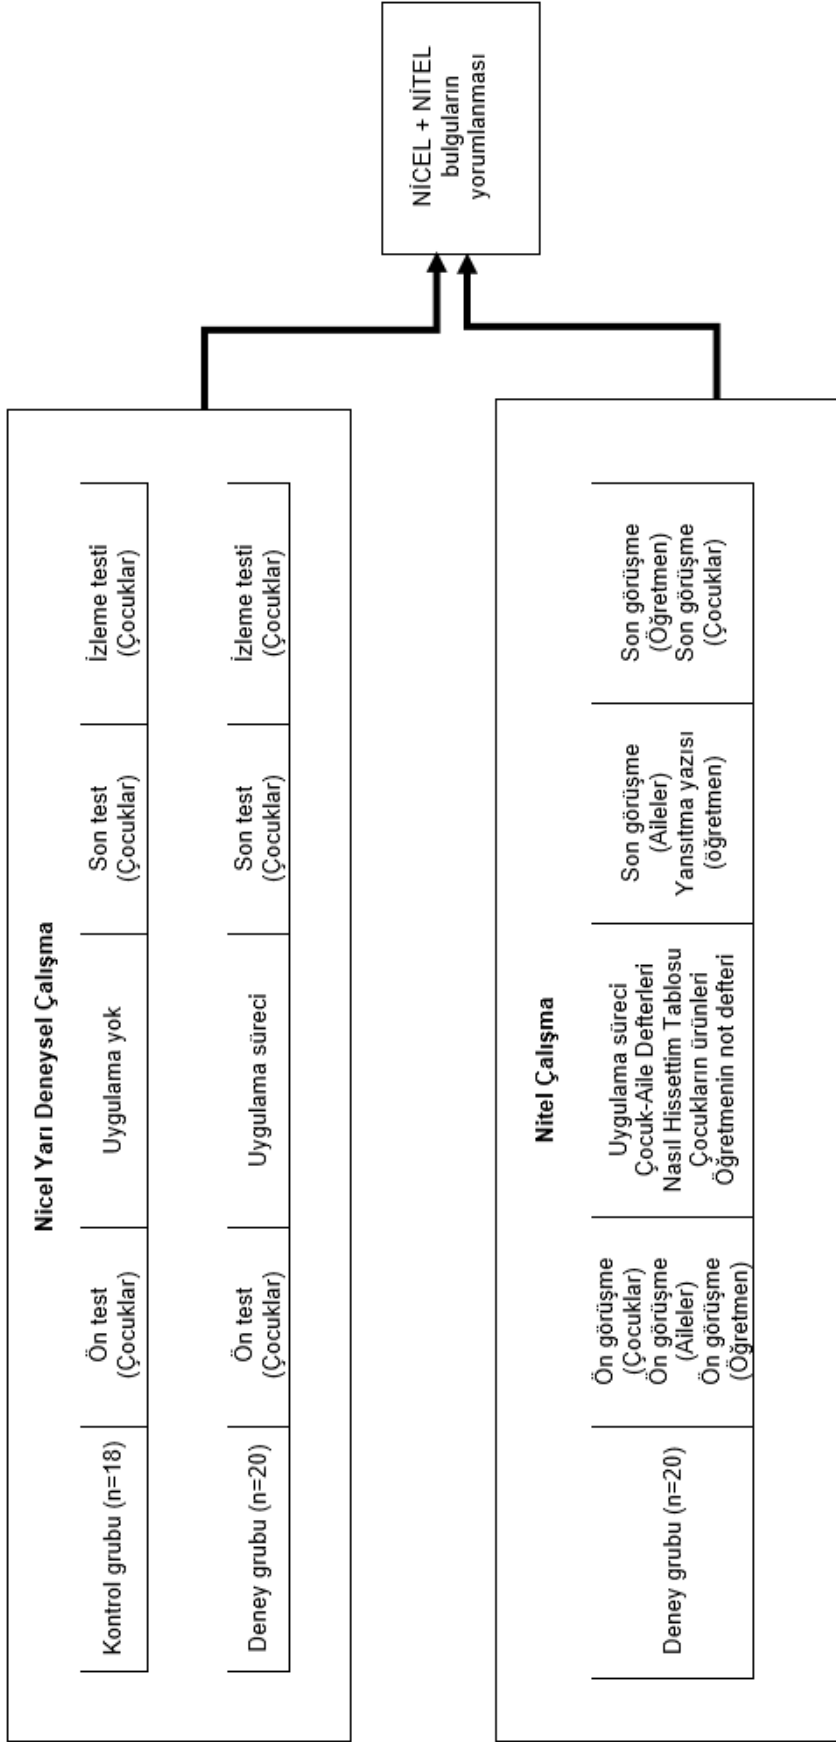 Nicel Yarı Deneysel Çalışma
Kontrol grubu (n=18)
Ön test
(Çocuklar)
Uygulama yok
Son test
(Çocuklar)
İzleme testi
(Çocuklar)
Deney grubu (n=20)
Ön test
(Çocuklar)
Uygulama süreci
Son test
(Çocuklar)
İzleme testi
(Çocuklar)
Nitel Çalışma
Deney grubu (n=20)
Ön görüşme
(Çocuklar)
Ön görüşme
(Aileler)
Ön görüşme
(Öğretmen)
Uygulama süreci
Çocuk-Aile Defterleri
Nasıl Hissettim Tablosu
Çocukların ürünleri
Öğretmenin not defteri
Son görüşme
(Aileler)
Yansıtma yazısı
(öğretmen)
Son görüşme
(Öğretmen)
Son görüşme
(Çocuklar)
NİCEL + NİTEL
bulguların
yorumlanması